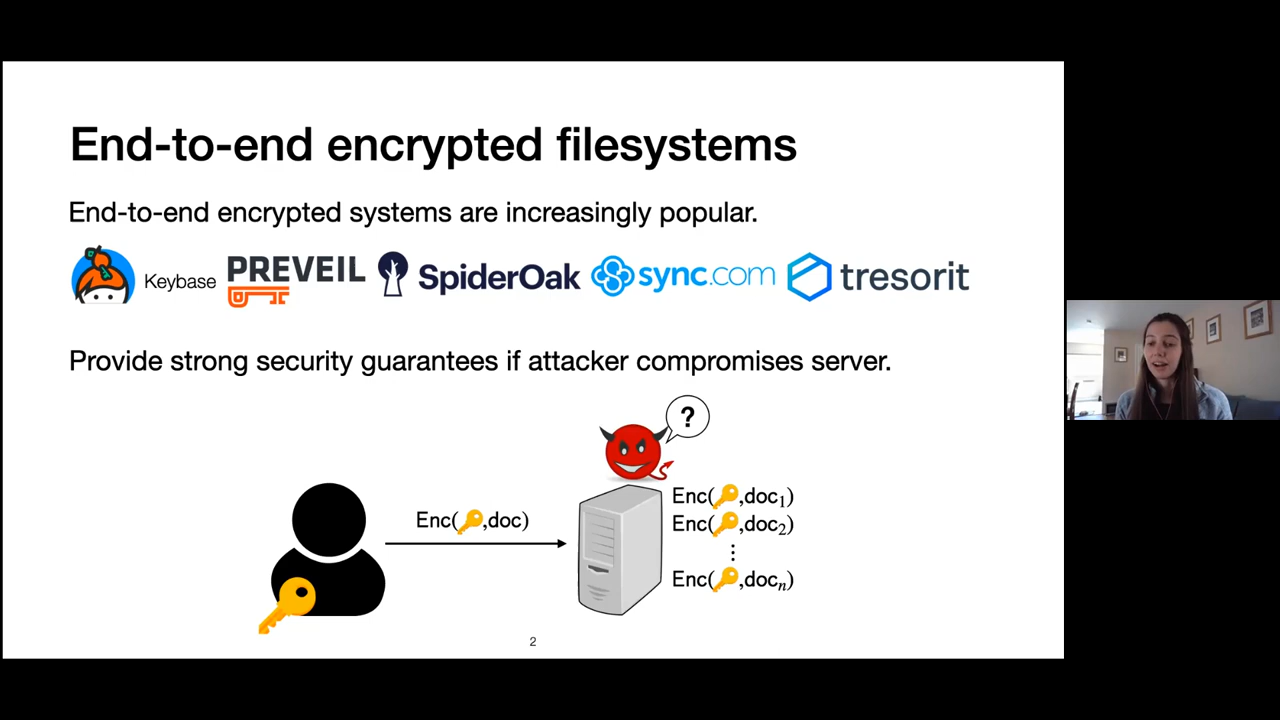 End-to-end encrypted filesystems
End-to-end encrypted systems are increasingly popular.
Keybase PREVEIL SpiderOak sync.com tresorit
Provide strong security guarantees if attacker compromises server.
?
Enc(🔑,doc)
Enc(🔑,doc₁)
Enc(🔑,doc₂)
⋮
Enc(🔑,docₙ)
2